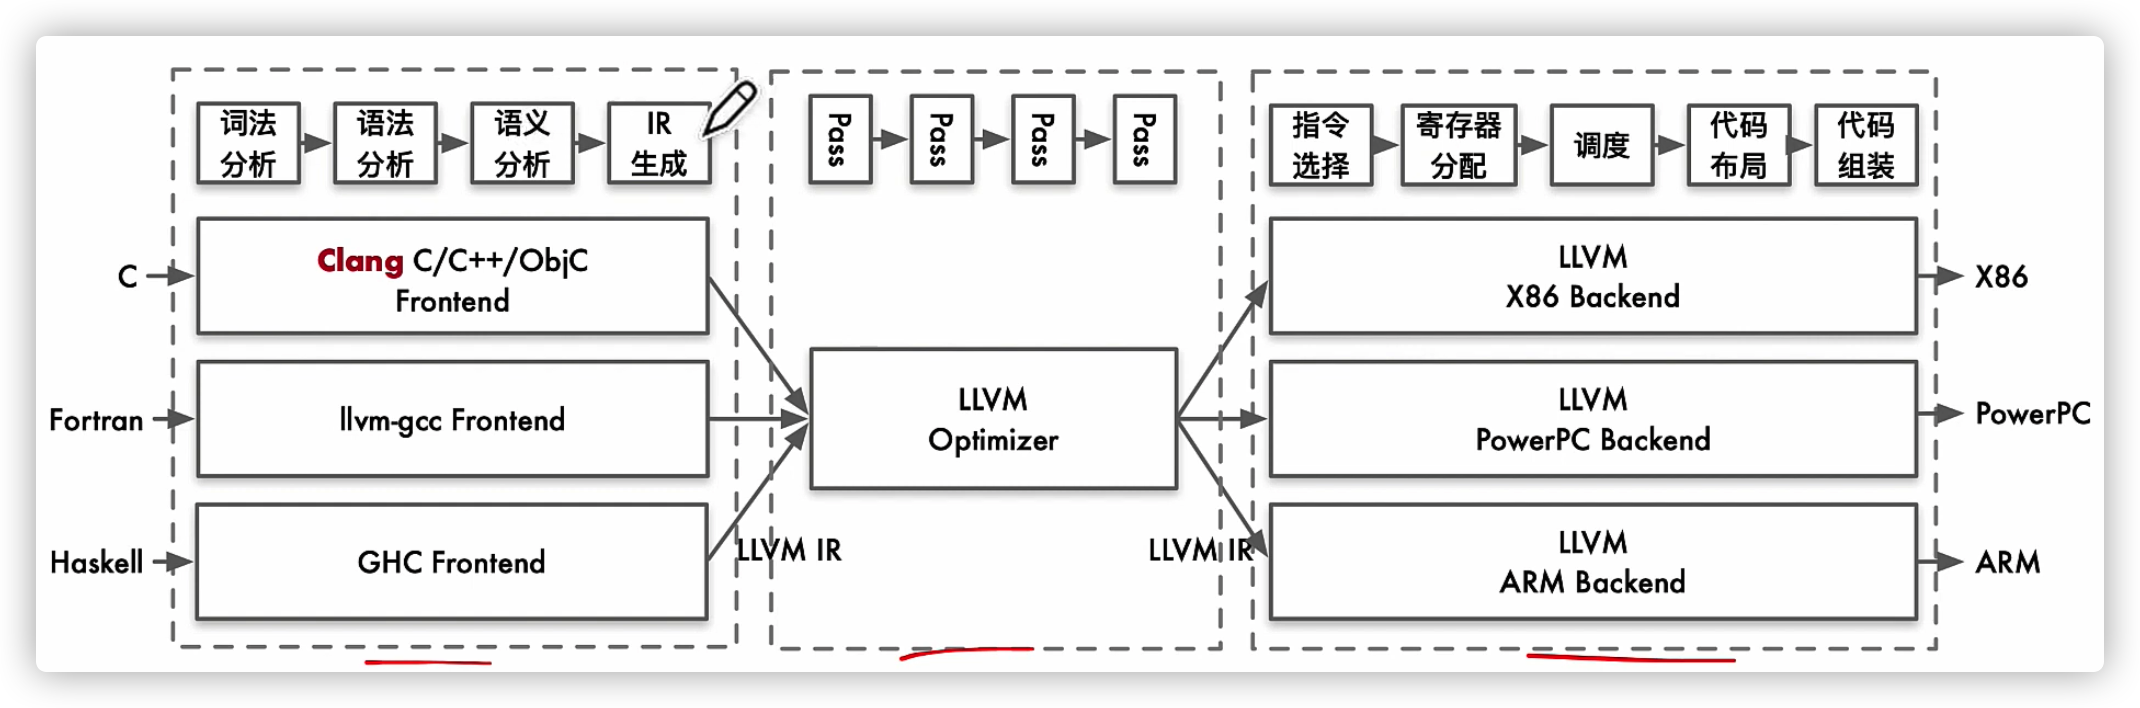 词法
分析
语法
分析
语义
分析
IR
生成
Pass
Pass
Pass
Pass
指令
选择
寄存器
分配
调度
代码
布局
代码
组装
C
Clang C/C++/ObjC
Frontend
Fortran
llvm-gcc Frontend
Haskell
GHC Frontend
LLVM IR
LLVM
Optimizer
LLVM IR
LLVM
X86 Backend
X86
LLVM
PowerPC Backend
PowerPC
LLVM
ARM Backend
ARM